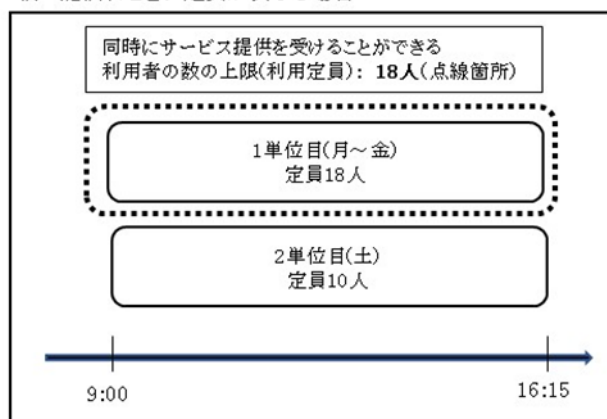 同時にサービス提供を受けることができる
利用者の数の上限(利用定員): 18人(点線箇所)
1単位目(月～金)
定員18人
2単位目(土)
定員10人
9:00
16:15